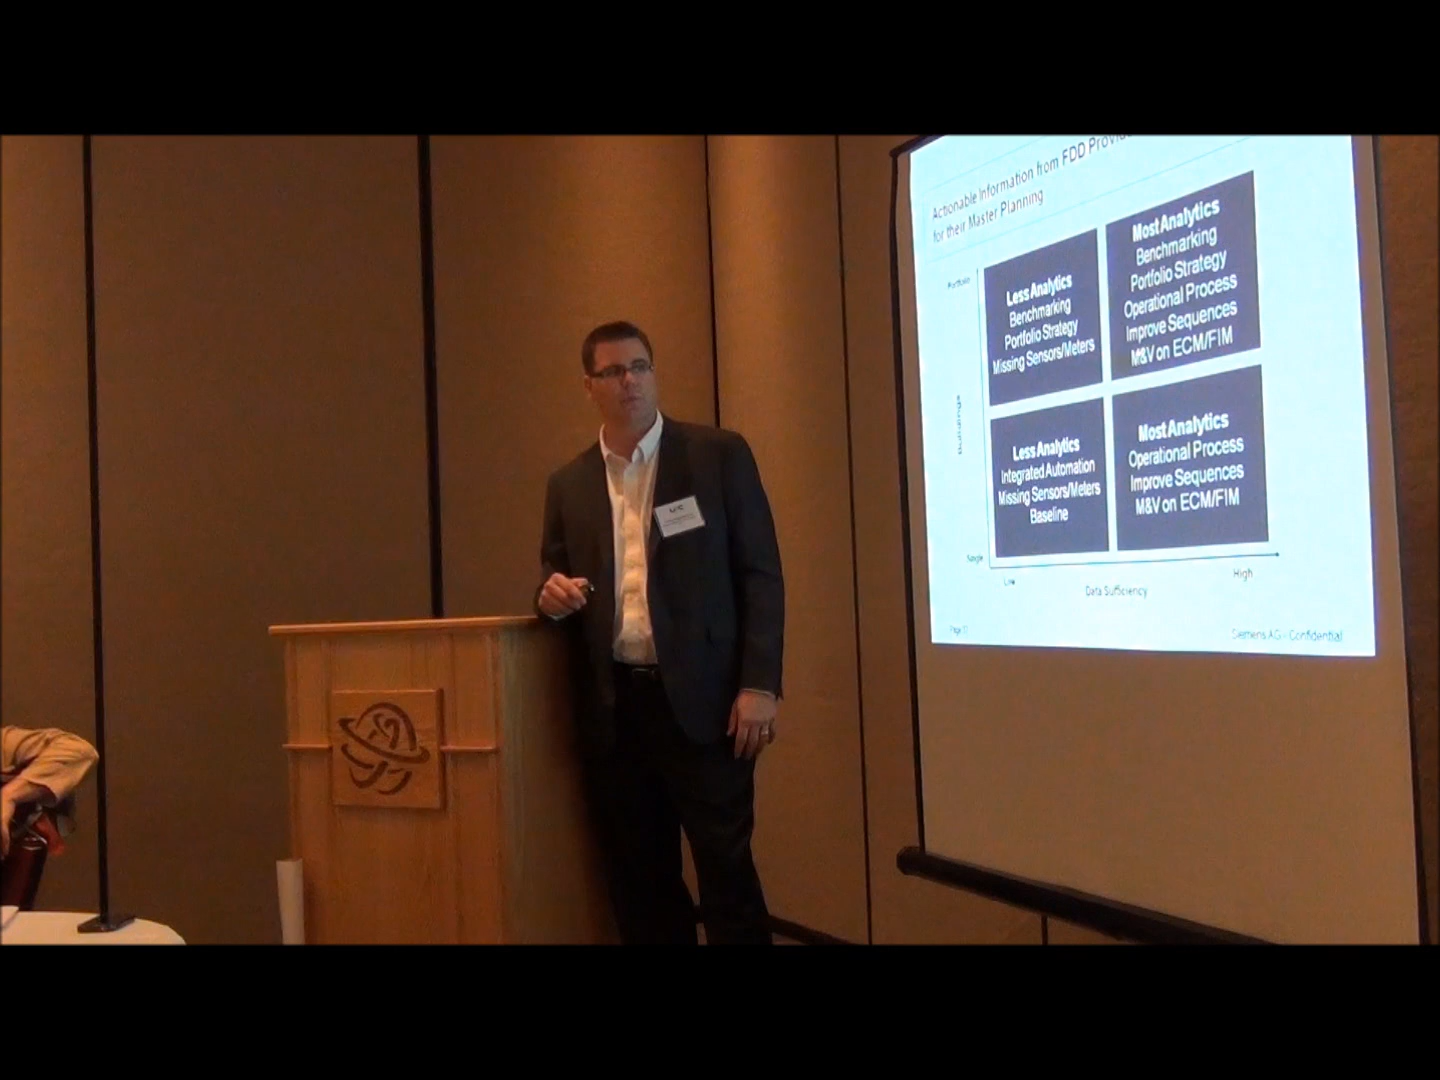 Actionable Information from FDD
for their Master Planning
Portfolio
Less Analytics
Benchmarking
Portfolio Strategy
Missing Sensors/Meters
Most Analytics
Benchmarking
Portfolio Strategy
Operational Process
Improve Sequences
M&V on ECM/FIM
Buildings
Less Analytics
Integrated Automation
Missing Sensors/Meters
Baseline
Most Analytics
Operational Process
Improve Sequences
M&V on ECM/FIM
Low
Data Sufficiency
High
Page
Siemens AG - Confidential